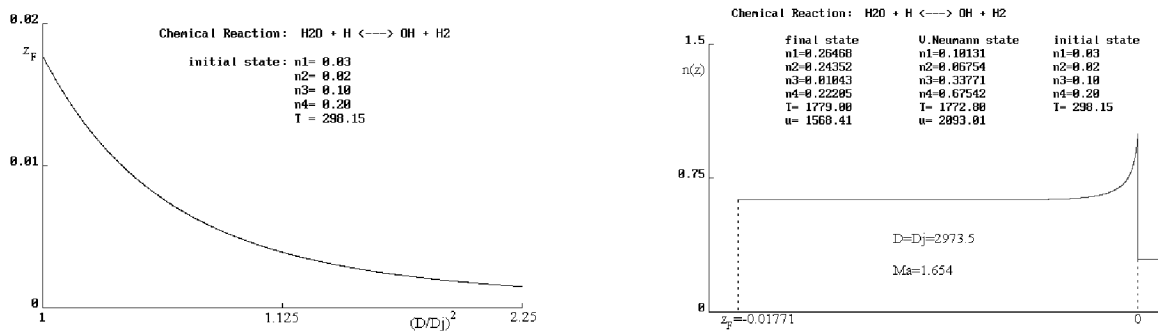 0.02
z_F
Chemical Reaction: H2O + H <---> OH + H2
initial state: n1= 0.03
n2= 0.02
n3= 0.10
n4= 0.20
T = 298.15
0.01
0
1
1.125
(D/Dj)^2
2.25
Chemical Reaction: H2O + H <---> OH + H2
final state V.Neumann state initial state
n1=0.26468 n1=0.10131 n1=0.03
n2=0.24352 n2=0.06754 n2=0.02
n3=0.01043 n3=0.33771 n3=0.10
n4=0.22205 n4=0.67542 n4=0.20
T= 1779.00 T= 1772.80 T= 298.15
u= 1568.41 u= 2093.01
1.5
n(z)
0.75
D=Dj=2973.5
Ma=1.654
0
z_F=-0.01771
0